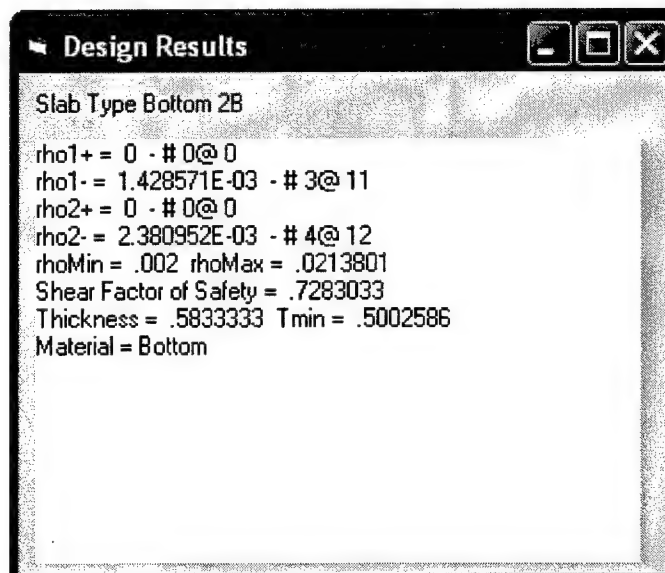 Design Results
Slab Type Bottom 2B
rho1+ = 0 - # 0@ 0
rho1- = 1.428571E-03 - # 3@ 11
rho2+ = 0 - # 0@ 0
rho2- = 2.380952E-03 - # 4@ 12
rhoMin = .002 rhoMax = .0213801
Shear Factor of Safety = .7283033
Thickness = .5833333 Tmin = .5002586
Material = Bottom